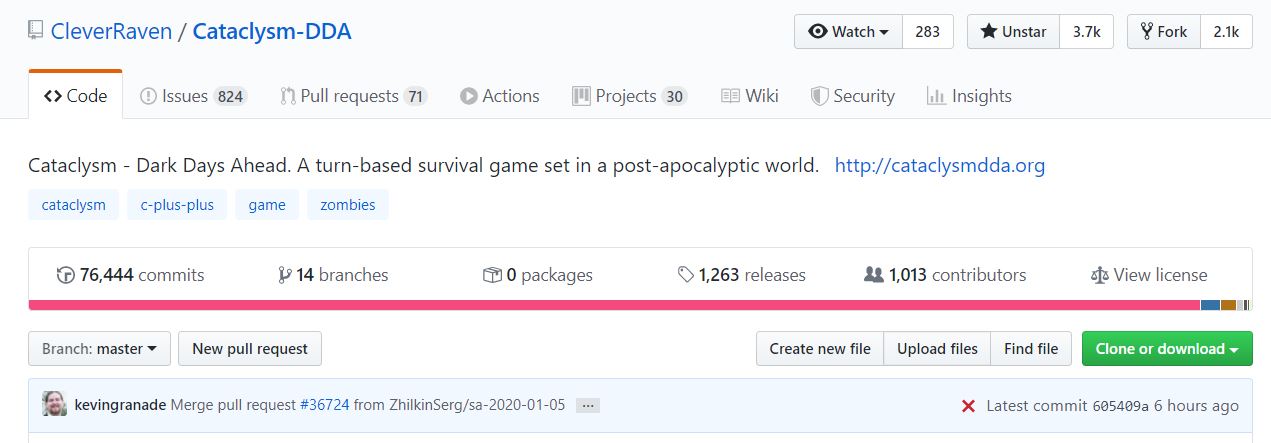 CleverRaven / Cataclysm-DDA Watch 283 Unstar 3.7k Fork 2.1k
Code Issues 824 Pull requests 71 Actions Projects 30 Wiki Security Insights
Cataclysm - Dark Days Ahead. A turn-based survival game set in a post-apocalyptic world. http://cataclysmdda.org
cataclysm c-plus-plus game zombies
76,444 commits 14 branches 0 packages 1,263 releases 1,013 contributors View license
Branch: master New pull request Create new file Upload files Find file Clone or download
kevingranade Merge pull request #36724 from ZhilkinSerg/sa-2020-01-05 ... Latest commit 605409a 6 hours ago